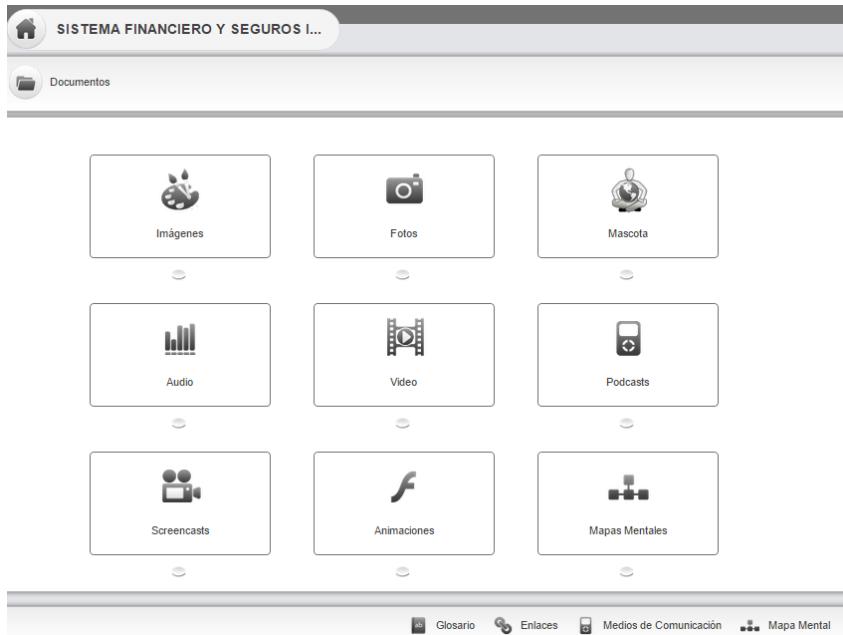 SISTEMA FINANCIERO Y SEGUROS I...
Documentos
Imágenes
Fotos
Mascota
Audio
Video
Podcasts
Screencasts
Animaciones
Mapas Mentales
ab Glosario Enlaces Medios de Comunicación Mapa Mental